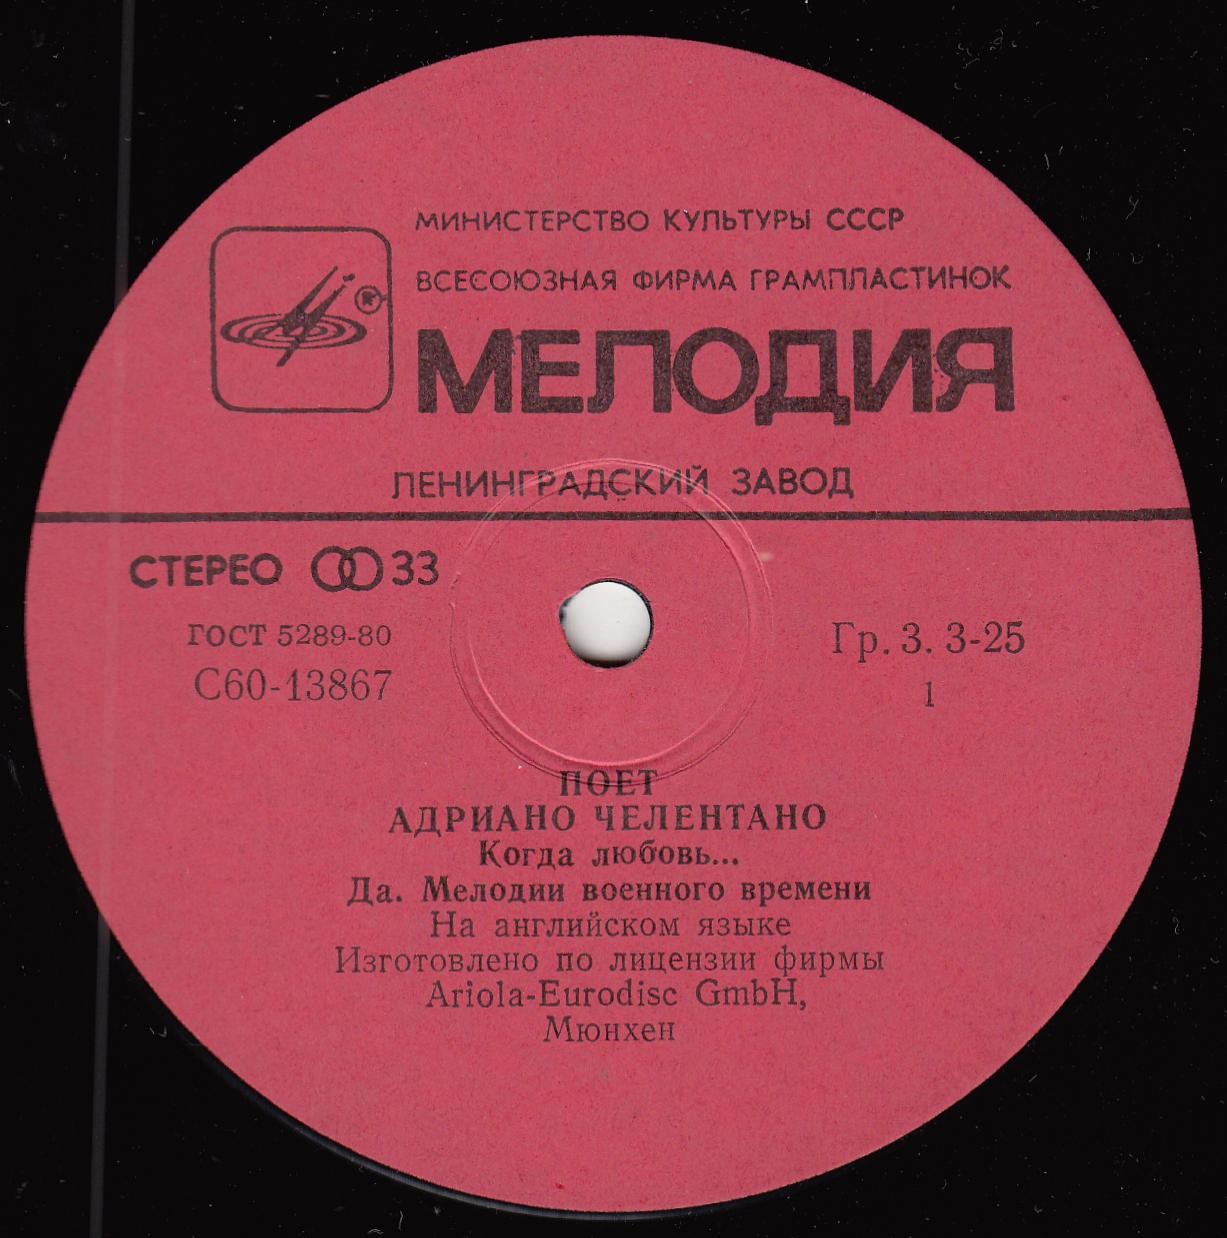 МИНИСТЕРСТВО КУЛЬТУРЫ СССР
ВСЕСОЮЗНАЯ ФИРМА ГРАМПЛАСТИНОК
®
МЕЛОДИЯ
ЛЕНИНГРАДСКИЙ ЗАВОД
СТЕРЕО 33
ГОСТ 5289-80
С60-13867
Гр. 3. 3-25
1
ПОЕТ
АДРИАНО ЧЕЛЕНТАНО
Когда любовь...
Да. Мелодии военного времени
На английском языке
Изготовлено по лицензии фирмы
Ariola-Eurodisc GmbH,
Мюнхен